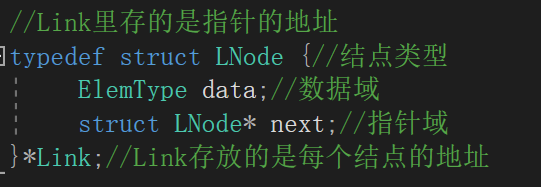 //Link里存的是指针的地址
typedef struct LNode {//结点类型
ElemType data;//数据域
struct LNode* next;//指针域
}*Link;//Link存放的是每个结点的地址